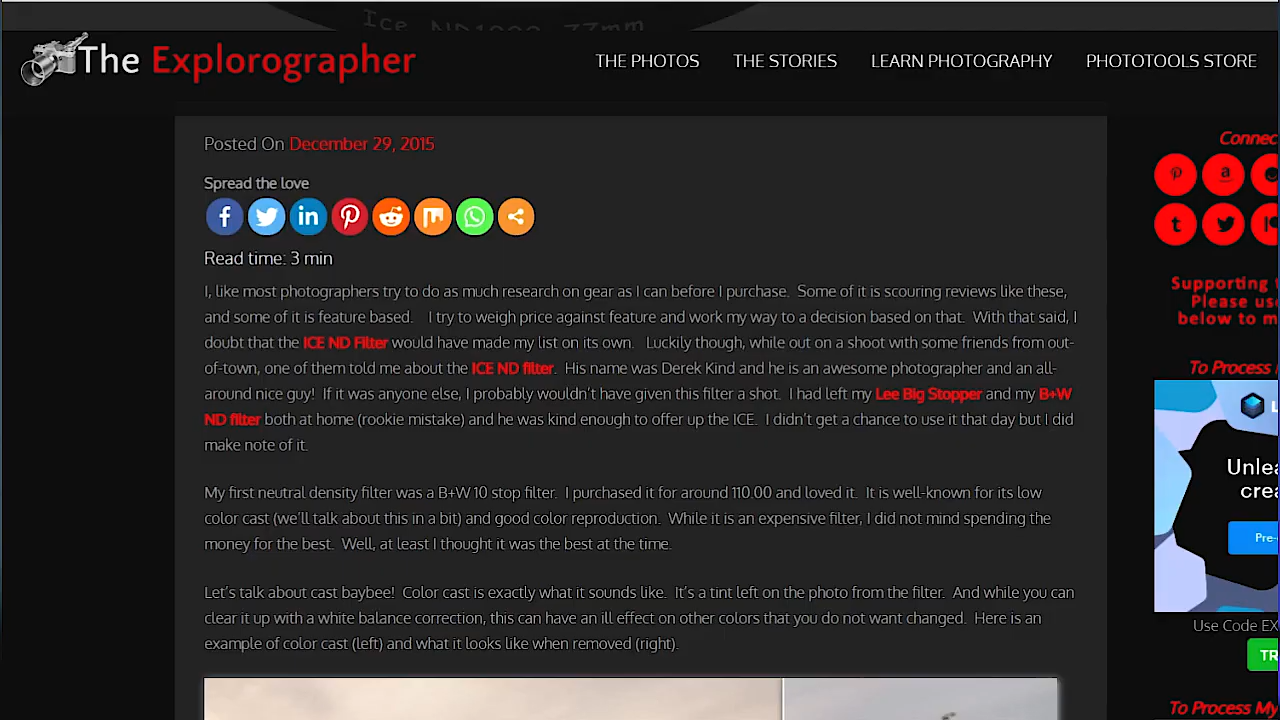 Ice ND1000 77mm
The Explorographer
THE PHOTOS THE STORIES LEARN PHOTOGRAPHY PHOTOTOOLS STORE
Posted On December 29, 2015
Spread the love
Read time: 3 min
I, like most photographers try to do as much research on gear as I can before I purchase. Some of it is scouring reviews like these,
and some of it is feature based. I try to weigh price against feature and work my way to a decision based on that. With that said, I
doubt that the ICE ND Filter would have made my list on its own. Luckily though, while out on a shoot with some friends from out-
of-town, one of them told me about the ICE ND filter. His name was Derek Kind and he is an awesome photographer and an all-
around nice guy! If it was anyone else, I probably wouldn't have given this filter a shot. I had left my Lee Big Stopper and my B+W
ND filter both at home (rookie mistake) and he was kind enough to offer up the ICE. I didn't get a chance to use it that day but I did
make note of it.
My first neutral density filter was a B+W 10 stop filter. I purchased it for around 110.00 and loved it. It is well-known for its low
color cast (we'll talk about this in a bit) and good color reproduction. While it is an expensive filter, I did not mind spending the
money for the best. Well, at least I thought it was the best at the time.
Let's talk about cast baybee! Color cast is exactly what it sounds like. It's a tint left on the photo from the filter. And while you can
clear it up with a white balance correction, this can have an ill effect on other colors that you do not want changed. Here is an
example of color cast (left) and what it looks like when removed (right).
Connec
Supporting
Please us
below to m
To Process
Unlea
crea
Pre-
Use Code EX
TR
To Process My